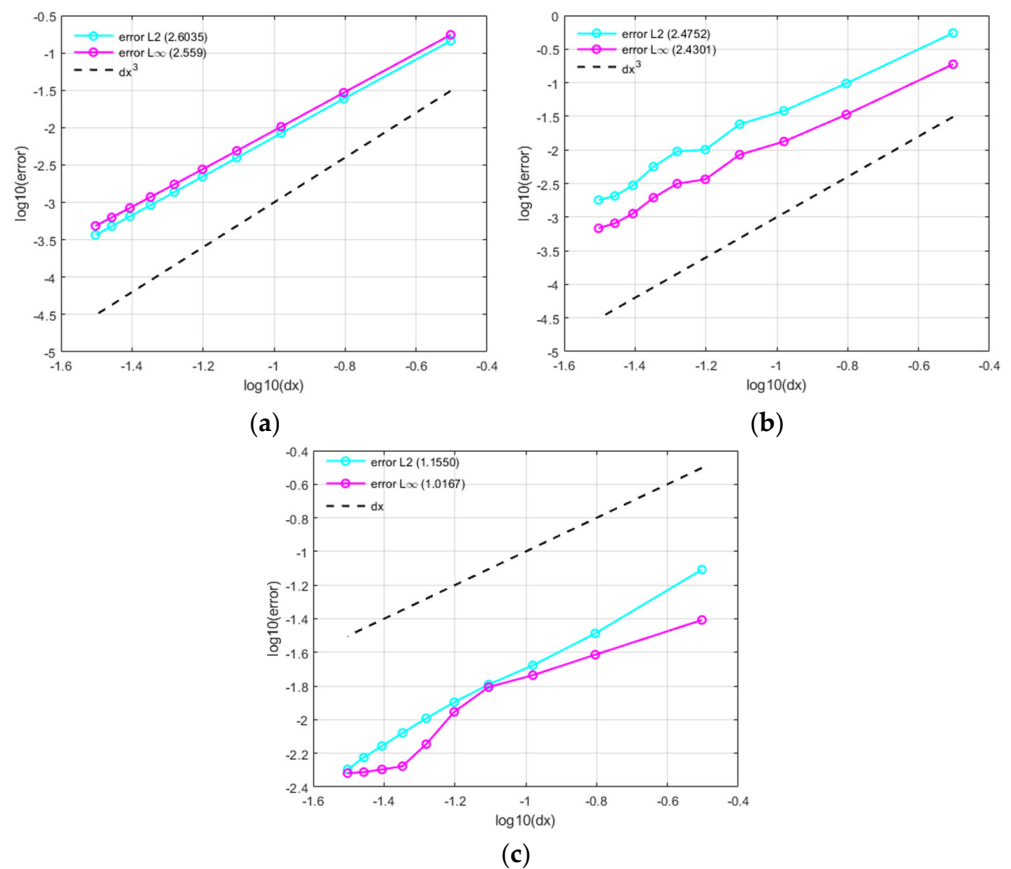 error L2 (2.6035)
error L∞ (2.559)
dx^3
-0.5
-1
-1.5
-2
-2.5
-3
-3.5
-4
-4.5
-5
log10(error)
-1.6 -1.4 -1.2 -1 -0.8 -0.6 -0.4
log10(dx)
(a)
error L2 (2.4752)
error L∞ (2.4301)
dx^3
0
-0.5
-1
-1.5
-2
-2.5
-3
-3.5
-4
-4.5
-5
log10(error)
-1.6 -1.4 -1.2 -1 -0.8 -0.6 -0.4
log10(dx)
(b)
error L2 (1.1550)
error L∞ (1.0167)
dx
-0.4
-0.6
-0.8
-1
-1.2
-1.4
-1.6
-1.8
-2
-2.2
-2.4
log10(error)
-1.6 -1.4 -1.2 -1 -0.8 -0.6 -0.4
log10(dx)
(c)